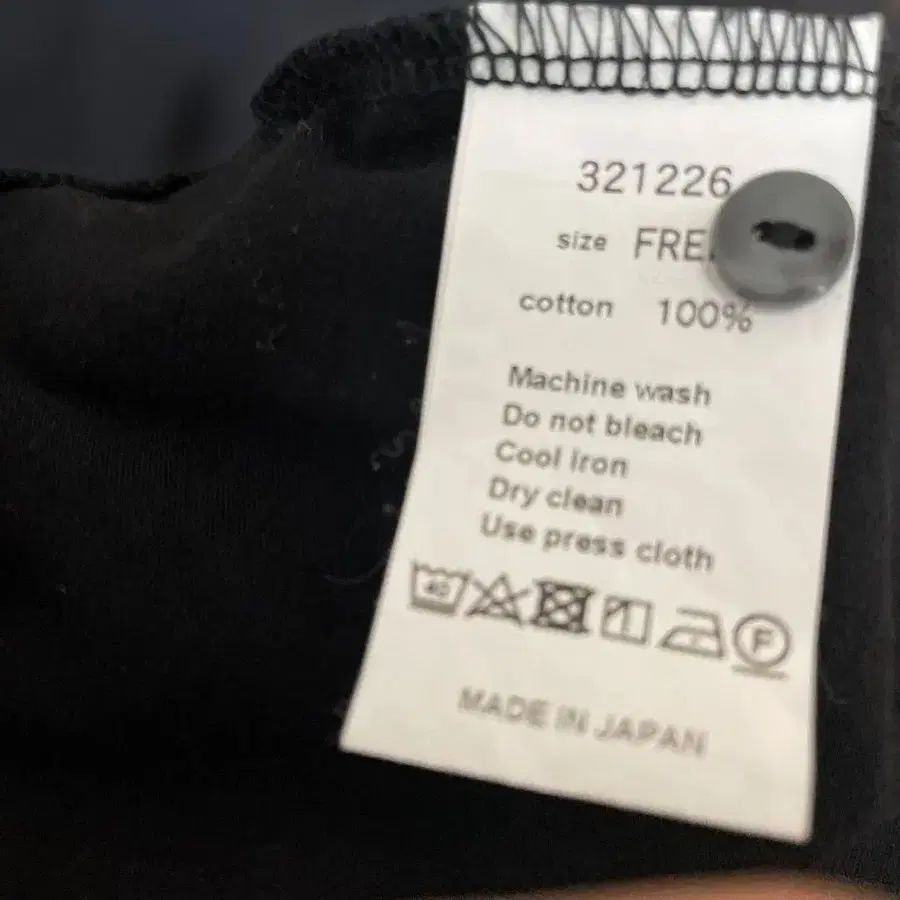 321226
size
cotton 100%
Machine wash
Do not bleach
Cool iron
Dry clean
Use press cloth
40
F
MADE IN JAPAN